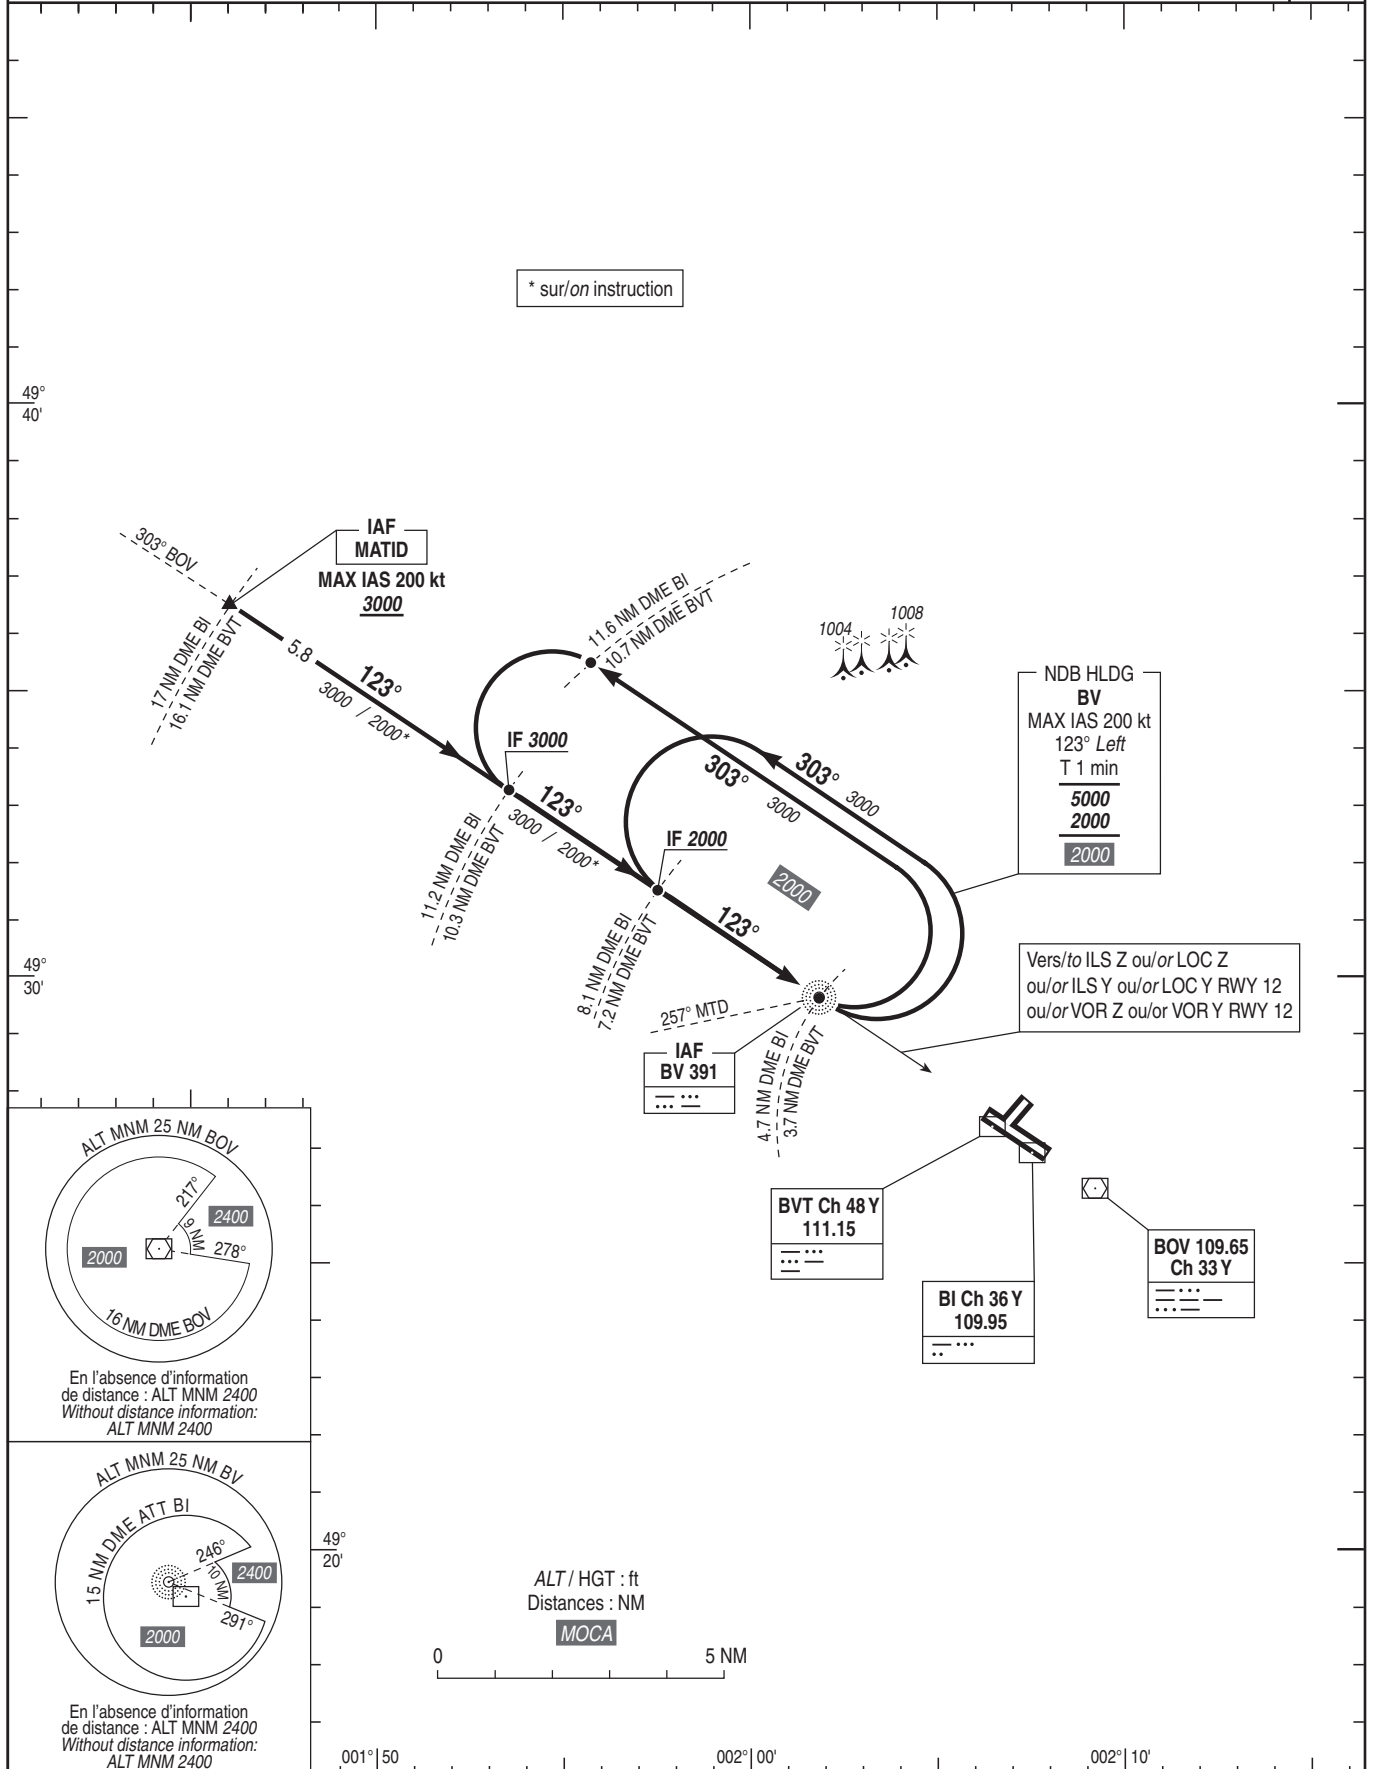 * sur/on instruction
49°
40'
303° BOV
IAF
MATID
MAX IAS 200 kt
3000
17 NM DME BI
16.1 NM DME BVT
5.8
123°
3000 / 2000*
11.6 NM DME BI
10.7 NM DME BVT
1004
1008
NDB HLDG
BV
MAX IAS 200 kt
123° Left
T 1 min
5000
2000
2000
IF 3000
303°
3000
303°
3000
123°
3000 / 2000*
11.2 NM DME BI
10.3 NM DME BVT
IF 2000
2000
123°
8.1 NM DME BI
7.2 NM DME BVT
49°
30'
Vers/to ILS Z ou/or LOC Z
ou/or ILS Y ou/or LOC Y RWY 12
ou/or VOR Z ou/or VOR Y RWY 12
257° MTD
IAF
BV 391
4.7 NM DME BI
3.7 NM DME BVT
BVT Ch 48 Y
111.15
BI Ch 36 Y
109.95
BOV 109.65
Ch 33 Y
ALT MNM 25 NM BOV
217°
2400
9 NM
278°
2000
16 NM DME BOV
En l'absence d'information
de distance : ALT MNM 2400
Without distance information:
ALT MNM 2400
ALT MNM 25 NM BV
15 NM DME ATT BI
246°
2400
10 NM
291°
2000
En l'absence d'information
de distance : ALT MNM 2400
Without distance information:
ALT MNM 2400
49°
20'
ALT / HGT : ft
Distances : NM
MOCA
0 5 NM
001° 50
002° 00'
002° 10'